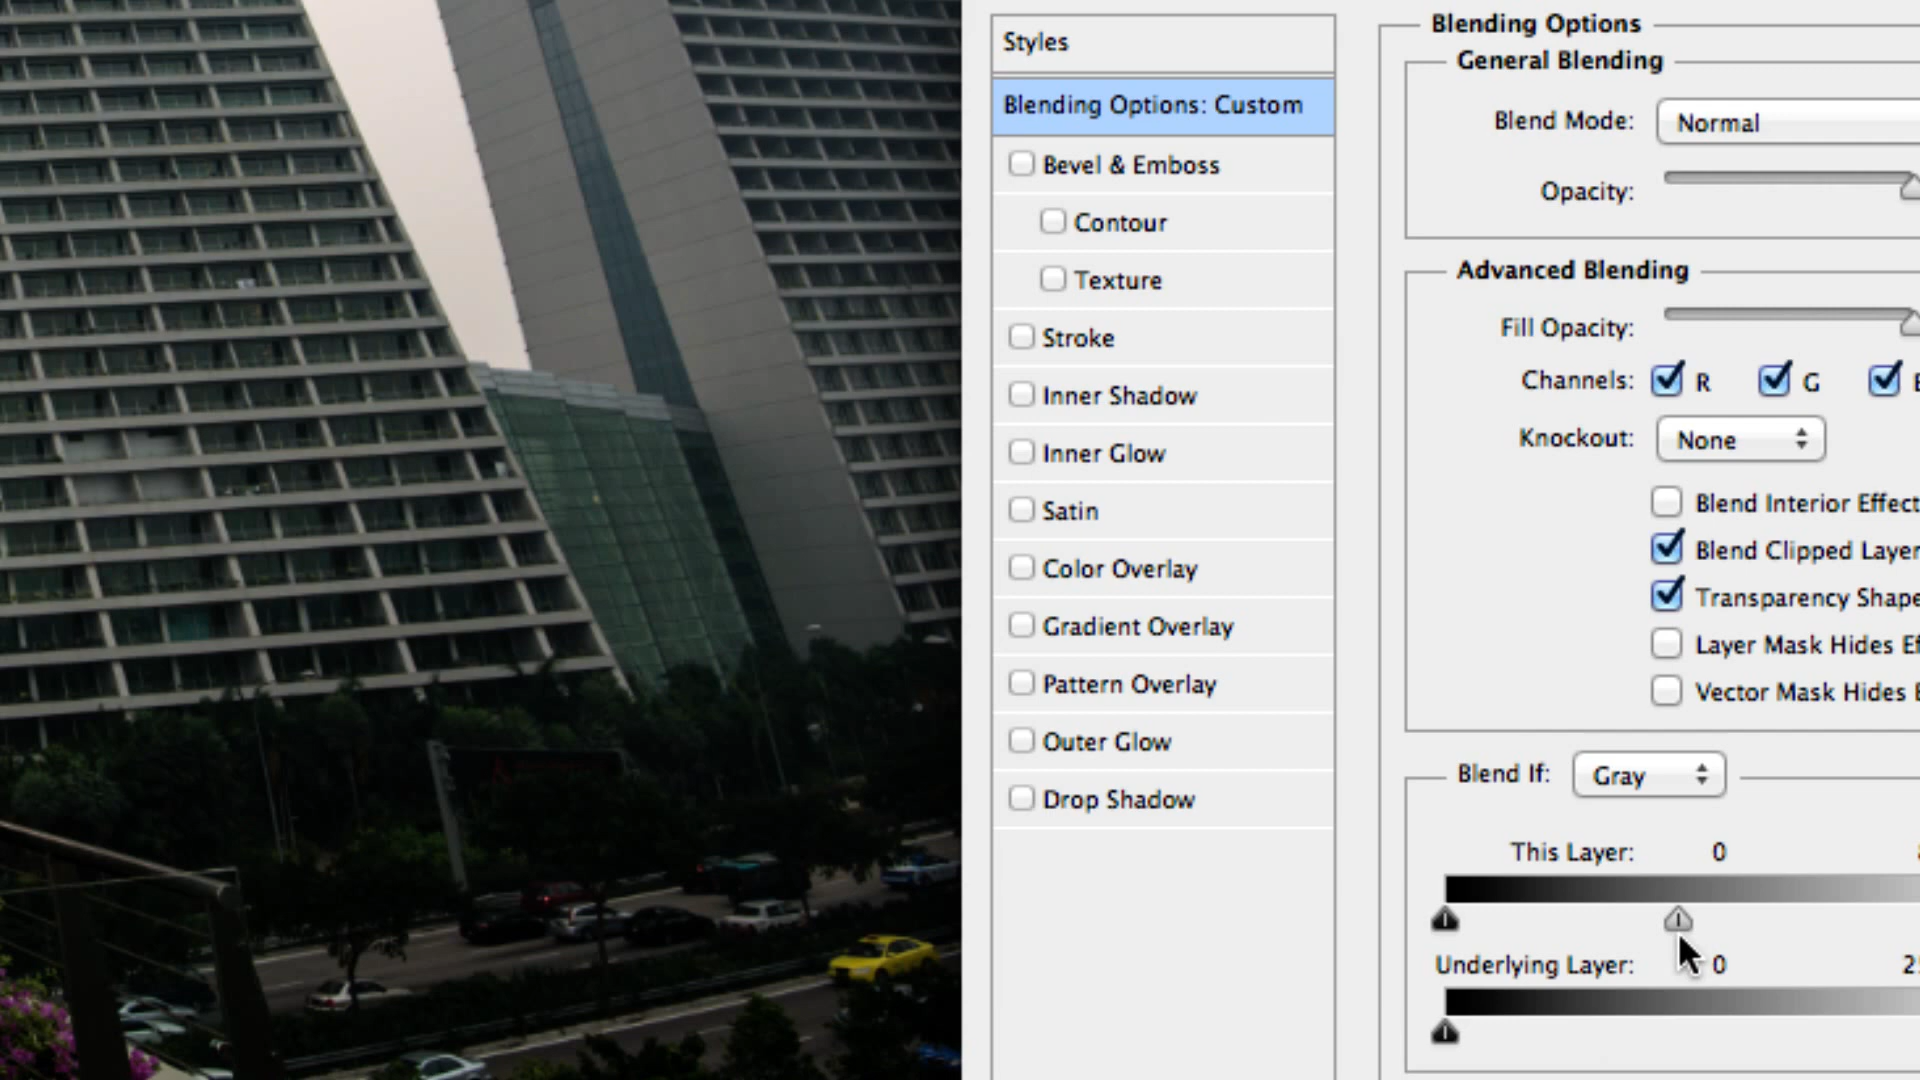 Styles
Blending Options: Custom
Bevel & Emboss
Contour
Texture
Stroke
Inner Shadow
Inner Glow
Satin
Color Overlay
Gradient Overlay
Pattern Overlay
Outer Glow
Drop Shadow
Blending Options
General Blending
Blend Mode: Normal
Opacity:
Advanced Blending
Fill Opacity:
Channels: R G
Knockout: None
Blend Interior Effect
Blend Clipped Layer
Transparency Shape
Layer Mask Hides Ef
Vector Mask Hides E
Blend If: Gray
This Layer: 0
Underlying Layer: 0